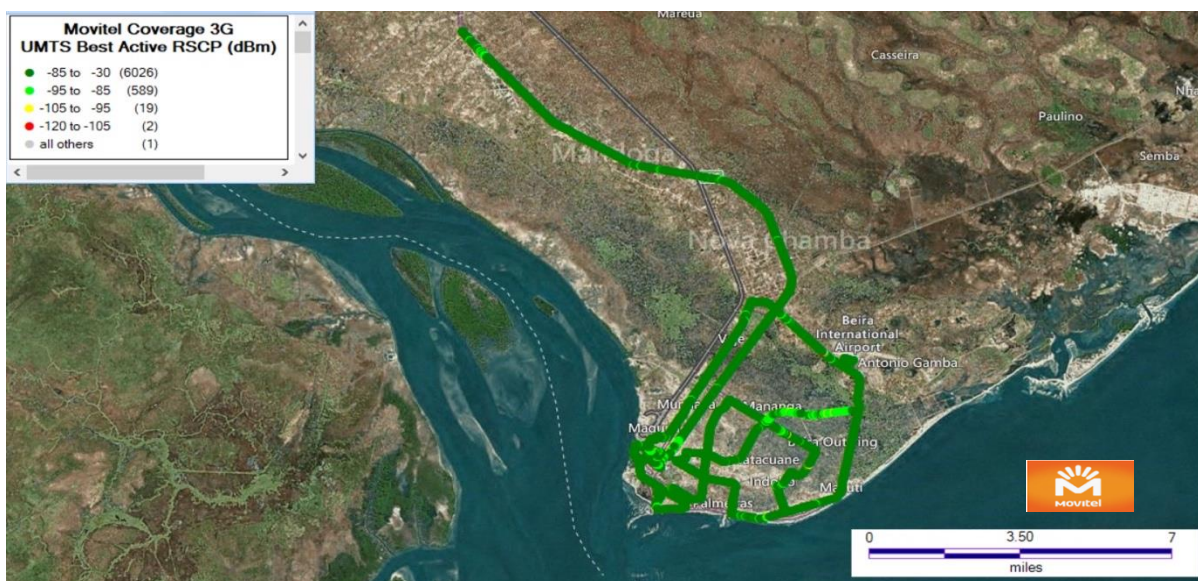 Movitel Coverage 3G
UMTS Best Active RSCP (dBm)
-85 to -30 (6026)
-95 to -85 (589)
-105 to -95 (19)
-120 to -105 (2)
all others (1)
Mareua
Casseira
Paulino
Semba
Nova Chamba
Beira
International
Airport
Antonio Gamba
Mananga
Indo
Movitel
0 3.50 7
miles